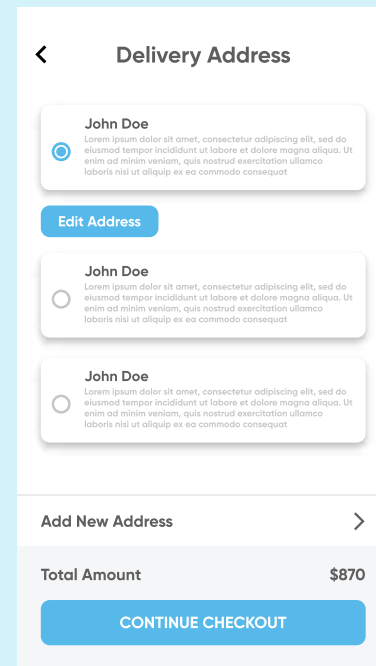 Delivery Address
John Doe
Lorem ipsum dolor sit amet, consectetur adipiscing elit, sed do
eiusmod tempor incididunt ut labore et dolore magna aliqua. Ut
enim ad minim veniam, quis nostrud exercitation ullamco
laboris nisi ut aliquip ex ea commodo consequat
Edit Address
John Doe
Lorem ipsum dolor sit amet, consectetur adipiscing elit, sed do
eiusmod tempor incididunt ut labore et dolore magna aliqua. Ut
enim ad minim veniam, quis nostrud exercitation ullamco
laboris nisi ut aliquip ex ea commodo consequat
John Doe
Lorem ipsum dolor sit amet, consectetur adipiscing elit, sed do
eiusmod tempor incididunt ut labore et dolore magna aliqua. Ut
enim ad minim veniam, quis nostrud exercitation ullamco
laboris nisi ut aliquip ex ea commodo consequat
Add New Address
Total Amount $870
CONTINUE CHECKOUT